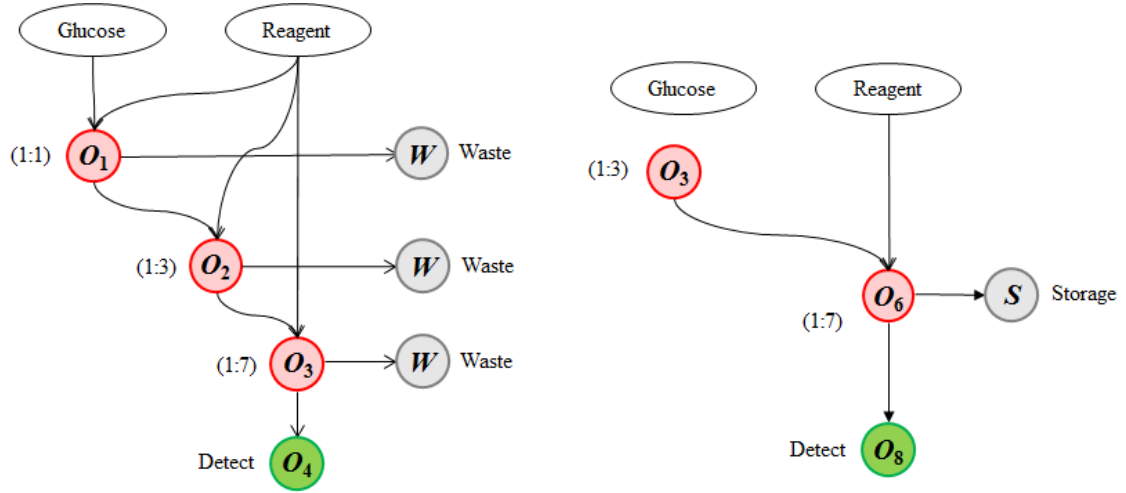 Glucose
Reagent
(1:1)
O1
W
Waste
(1:3)
O2
W
Waste
(1:7)
O3
W
Waste
Detect
O4
Glucose
Reagent
(1:3)
O3
O6
S
Storage
(1:7)
Detect
O8